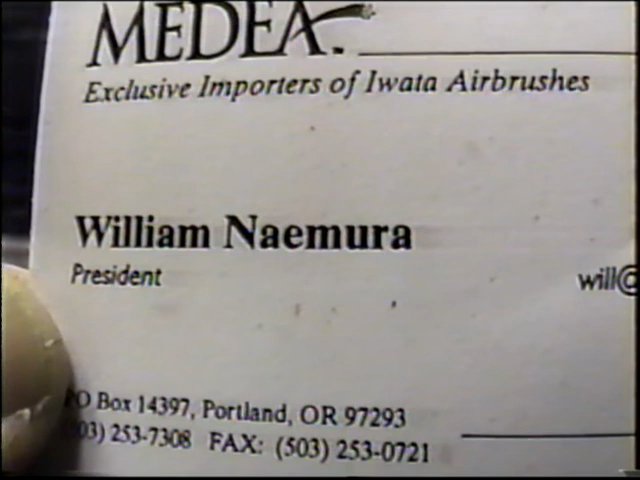 MEDEA.
Exclusive Importers of Iwata Airbrushes
William Naemura
President
will@
PO Box 14397, Portland, OR 97293
03) 253-7308 FAX: (503) 253-0721